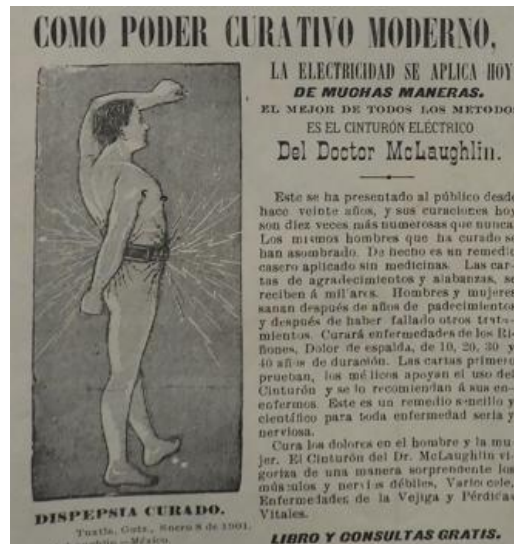 COMO PODER CURATIVO MODERNO,
LA ELECTRICIDAD SE APLICA HOY
DE MUCHAS MANERAS.
EL MEJOR DE TODOS LOS METODO
ES EL CINTURÓN ELÉCTRICO
Del Doctor McLaughlin.
Este se ha presentado al público desde
hace veinte años, y sus curaciones hoy
son diez veces más numerosas que nunca.
Los mismos hombres que ha curado se
han asombrado. De hecho es un remedio
casero aplicado sin medicinas. Las car-
tas de agradecimientos y alabanzas, se
reciben á mil'ares. Hombres y mujeres
sanan después de años de padecimientos
y después de haber fallado otros trata-
mientos. Curará enfermedades de los Ri-
ñones, Dolor de espalda, de 10, 20, 30 y
40 años de duración. Las cartas primero
prueban, los médicos apoyan el uso del
Cinturón y se lo recomiendan á sus en-
enfermos. Este es un remedio sencillo y
científico para toda enfermedad seria y
nerviosa.
Cura los dolores en el hombre y la mu-
jer. El Cinturón del Dr. McLaughlin vi-
goriza de una manera sorprendente los
músculos y nervios débiles, Varicocele,
Enfermedades de la Vejiga y Pérdidas
Vitales.
LIBRO Y CONSULTAS GRATIS.
DISPEPSIA CURADO.
Tuxtla, Gutz., Enero 8 de 1901.
México.